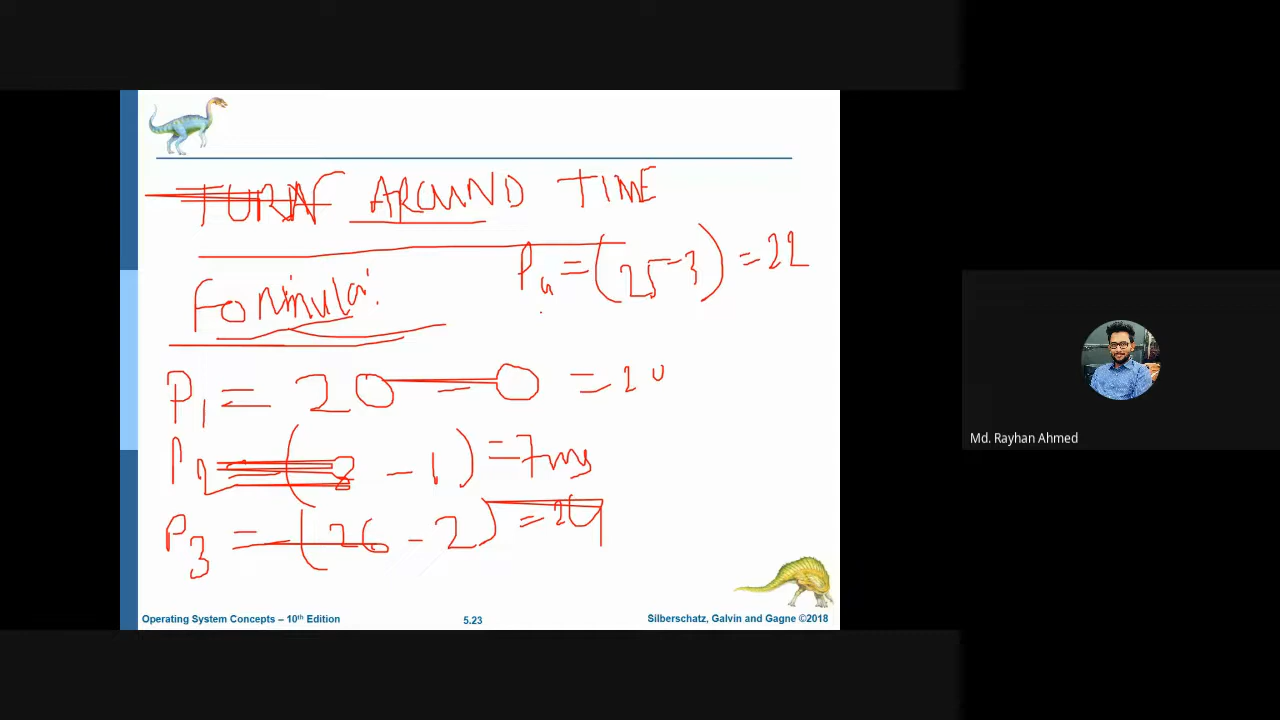 TURN AROUND TIME
P4 = (25-3) = 22
Formula:
P1 = 20 - 0 = 20
P2 = ( - 1) = 7ms
P3 = (26 - 2) = 24
Md. Rayhan Ahmed
Operating System Concepts – 10th Edition 5.23 Silberschatz, Galvin and Gagne ©2018